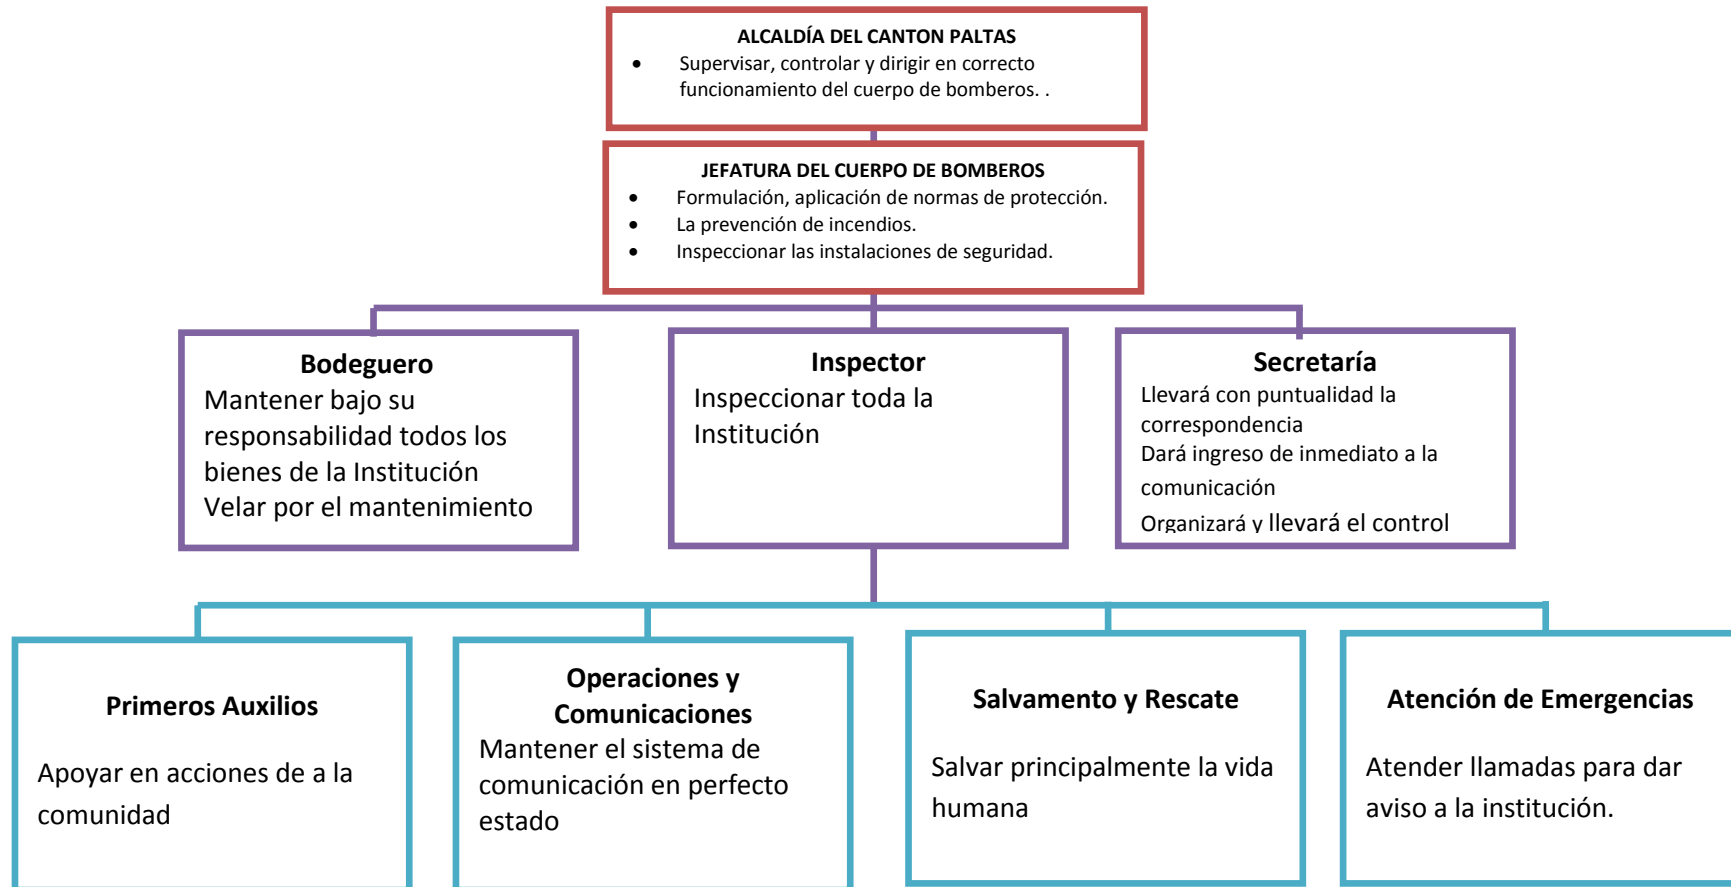 ALCALDÍA DEL CANTON PALTAS
• Supervisar, controlar y dirigir en correcto
funcionamiento del cuerpo de bomberos. .
JEFATURA DEL CUERPO DE BOMBEROS
• Formulación, aplicación de normas de protección.
• La prevención de incendios.
• Inspeccionar las instalaciones de seguridad.
Bodeguero
Mantener bajo su
responsabilidad todos los
bienes de la Institución
Velar por el mantenimiento
Inspector
Inspeccionar toda la
Institución
Secretaría
Llevará con puntualidad la
correspondencia
Dará ingreso de inmediato a la
comunicación
Organizará y llevará el control
Primeros Auxilios
Apoyar en acciones de a la
comunidad
Operaciones y
Comunicaciones
Mantener el sistema de
comunicación en perfecto
estado
Salvamento y Rescate
Salvar principalmente la vida
humana
Atención de Emergencias
Atender llamadas para dar
aviso a la institución.